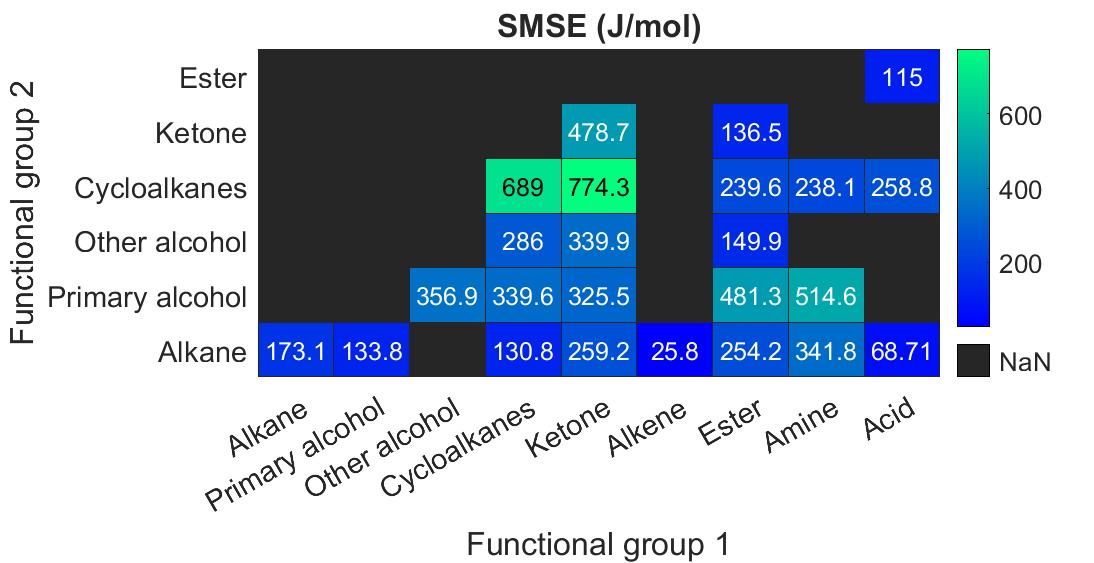 SMSE (J/mol)
Functional group 2
Ester 115
Ketone 478.7 136.5
Cycloalkanes 689 774.3 239.6 238.1 258.8
Other alcohol 286 339.9 149.9
Primary alcohol 356.9 339.6 325.5 481.3 514.6
Alkane 173.1 133.8 130.8 259.2 25.8 254.2 341.8 68.71
600
400
200
NaN
Alkane
Primary alcohol
Other alcohol
Cycloalkanes
Ketone
Alkene
Ester
Amine
Acid
Functional group 1